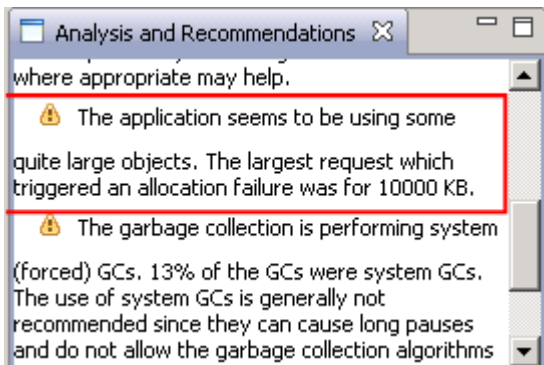 Analysis and Recommendations
where appropriate may help.
The application seems to be using some
quite large objects. The largest request which
triggered an allocation failure was for 10000 KB.
The garbage collection is performing system
(forced) GCs. 13% of the GCs were system GCs.
The use of system GCs is generally not
recommended since they can cause long pauses
and do not allow the garbage collection algorithms